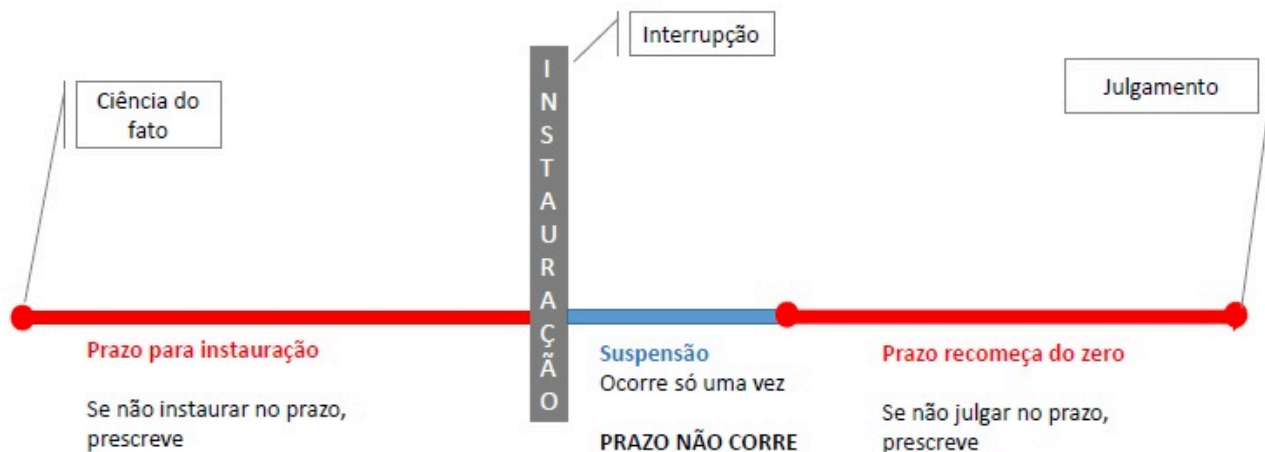 Ciência do
fato
INSTAURAÇÃO
Interrupção
Julgamento
Prazo para instauração
Se não instaurar no prazo,
prescreve
Suspensão
Ocorre só uma vez
PRAZO NÃO CORRE
Prazo recomeça do zero
Se não julgar no prazo,
prescreve